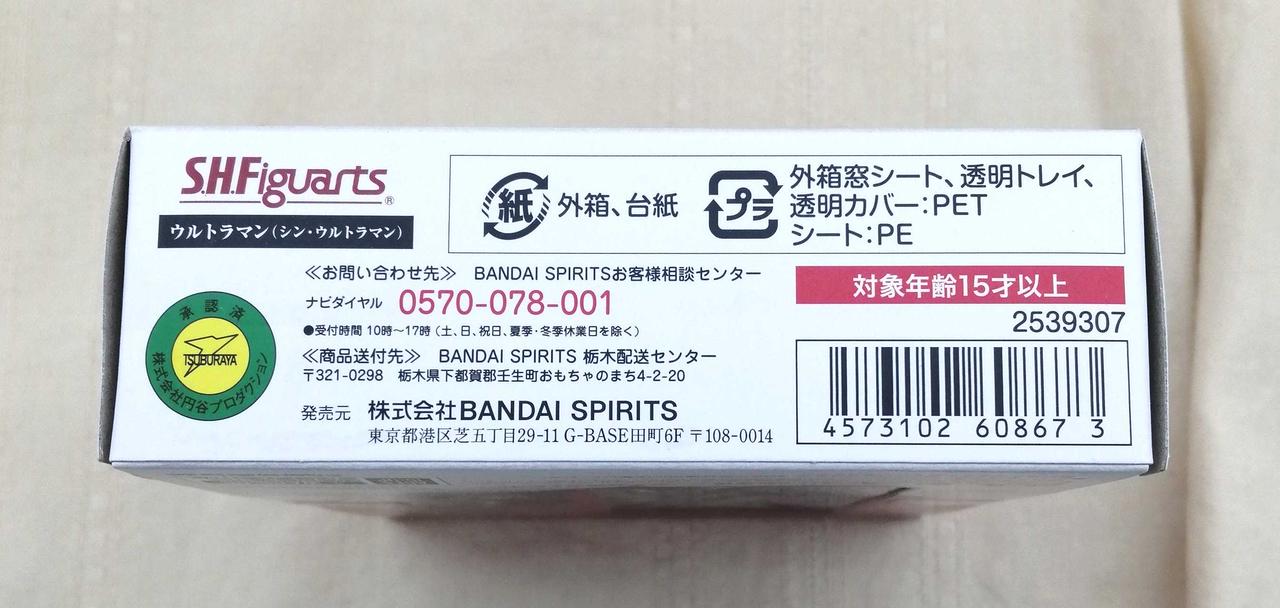 S.H.Figuarts®
ウルトラマン(シン・ウルトラマン)
紙 外箱、台紙
プラ 外箱窓シート、透明トレイ、
透明カバー:PET
シート:PE
≪お問い合わせ先≫ BANDAI SPIRITSお客様相談センター
ナビダイヤル 0570-078-001
●受付時間 10時～17時(土、日、祝日、夏季・冬季休業日を除く)
≪商品送付先≫ BANDAI SPIRITS 栃木配送センター
〒321-0298 栃木県下都賀郡壬生町おもちゃのまち4-2-20
発売元 株式会社BANDAI SPIRITS
東京都港区芝五丁目29-11 G-BASE田町6F 〒108-0014
承認済
TSUBURAYA
株式会社円谷プロダクション
対象年齢15才以上
2539307
4573102 60867 3